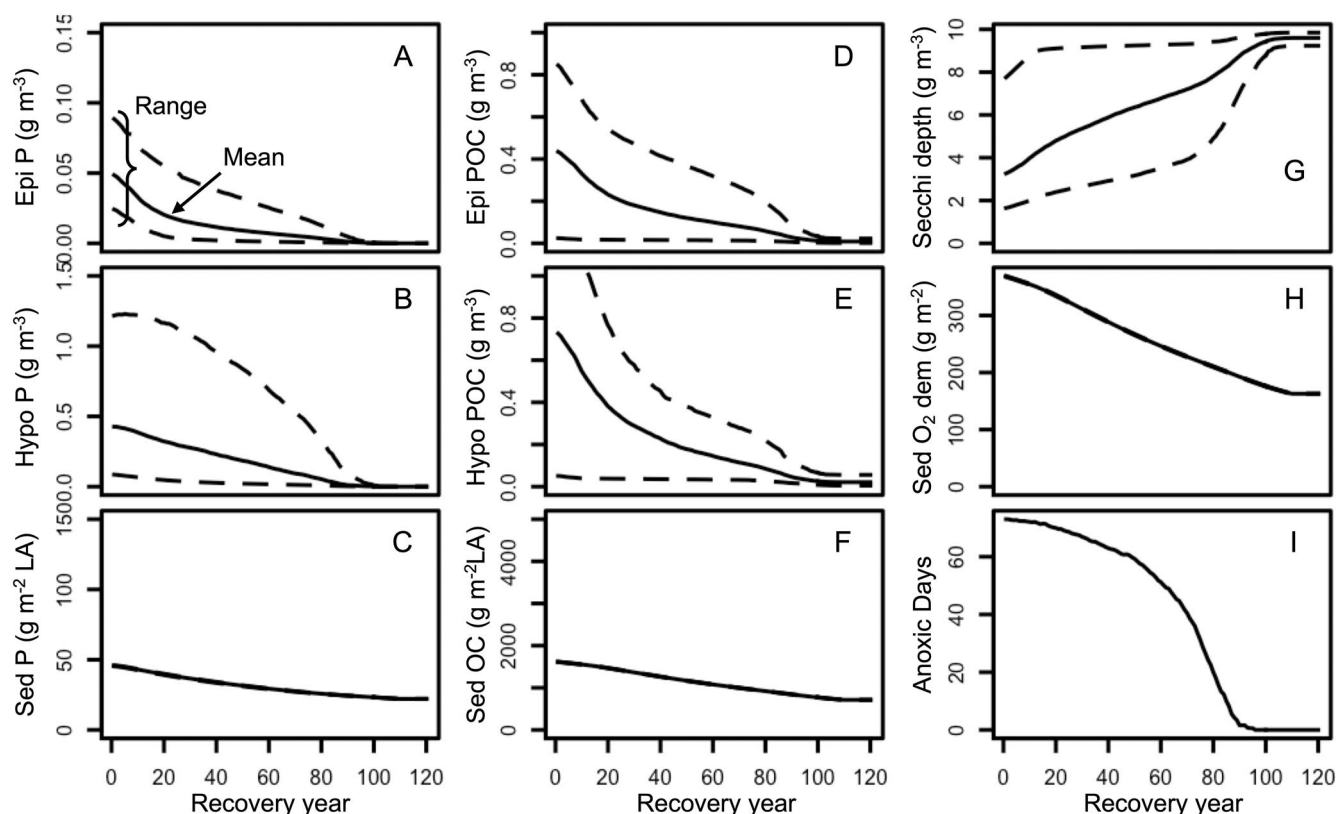 A
Epi P (g m⁻³)
0.15
0.10
0.05
0.00
Range
Mean
D
Epi POC (g m⁻³)
0.8
0.4
0.0
G
Secchi depth (g m⁻³)
10
8
6
4
2
0
B
Hypo P (g m⁻³)
1.5
1.0
0.5
0.0
E
Hypo POC (g m⁻³)
0.8
0.4
0.0
H
Sed O₂ dem (g m⁻²)
300
200
100
0
C
Sed P (g m⁻² LA)
150
100
50
0
0 20 40 60 80 100 120
Recovery year
F
Sed OC (g m⁻²LA)
4000
2000
0
0 20 40 60 80 100 120
Recovery year
I
Anoxic Days
60
40
20
0
0 20 40 60 80 100 120
Recovery year